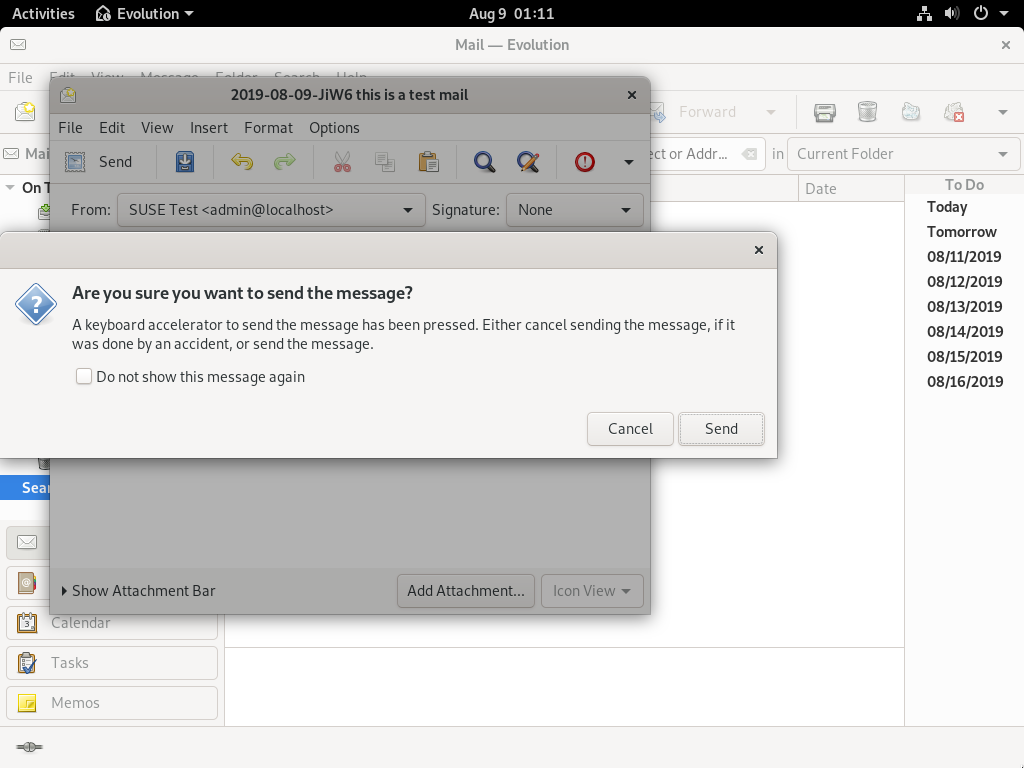 Activities
Evolution
Aug 9 01:11
Mail — Evolution
File Edit View Message Folder Search Help
2019-08-09-JiW6 this is a test mail
File Edit View Insert Format Options
Send
Forward
Mai
ect or Addr...
in
Current Folder
On T
Date
To Do
Today
Tomorrow
08/11/2019
08/12/2019
08/13/2019
08/14/2019
08/15/2019
08/16/2019
From: SUSE Test <admin@localhost>
Signature: None
Are you sure you want to send the message?
A keyboard accelerator to send the message has been pressed. Either cancel sending the message, if it
was done by an accident, or send the message.
Do not show this message again
Cancel
Send
Sear
Show Attachment Bar
Add Attachment...
Icon View
Calendar
Tasks
Memos